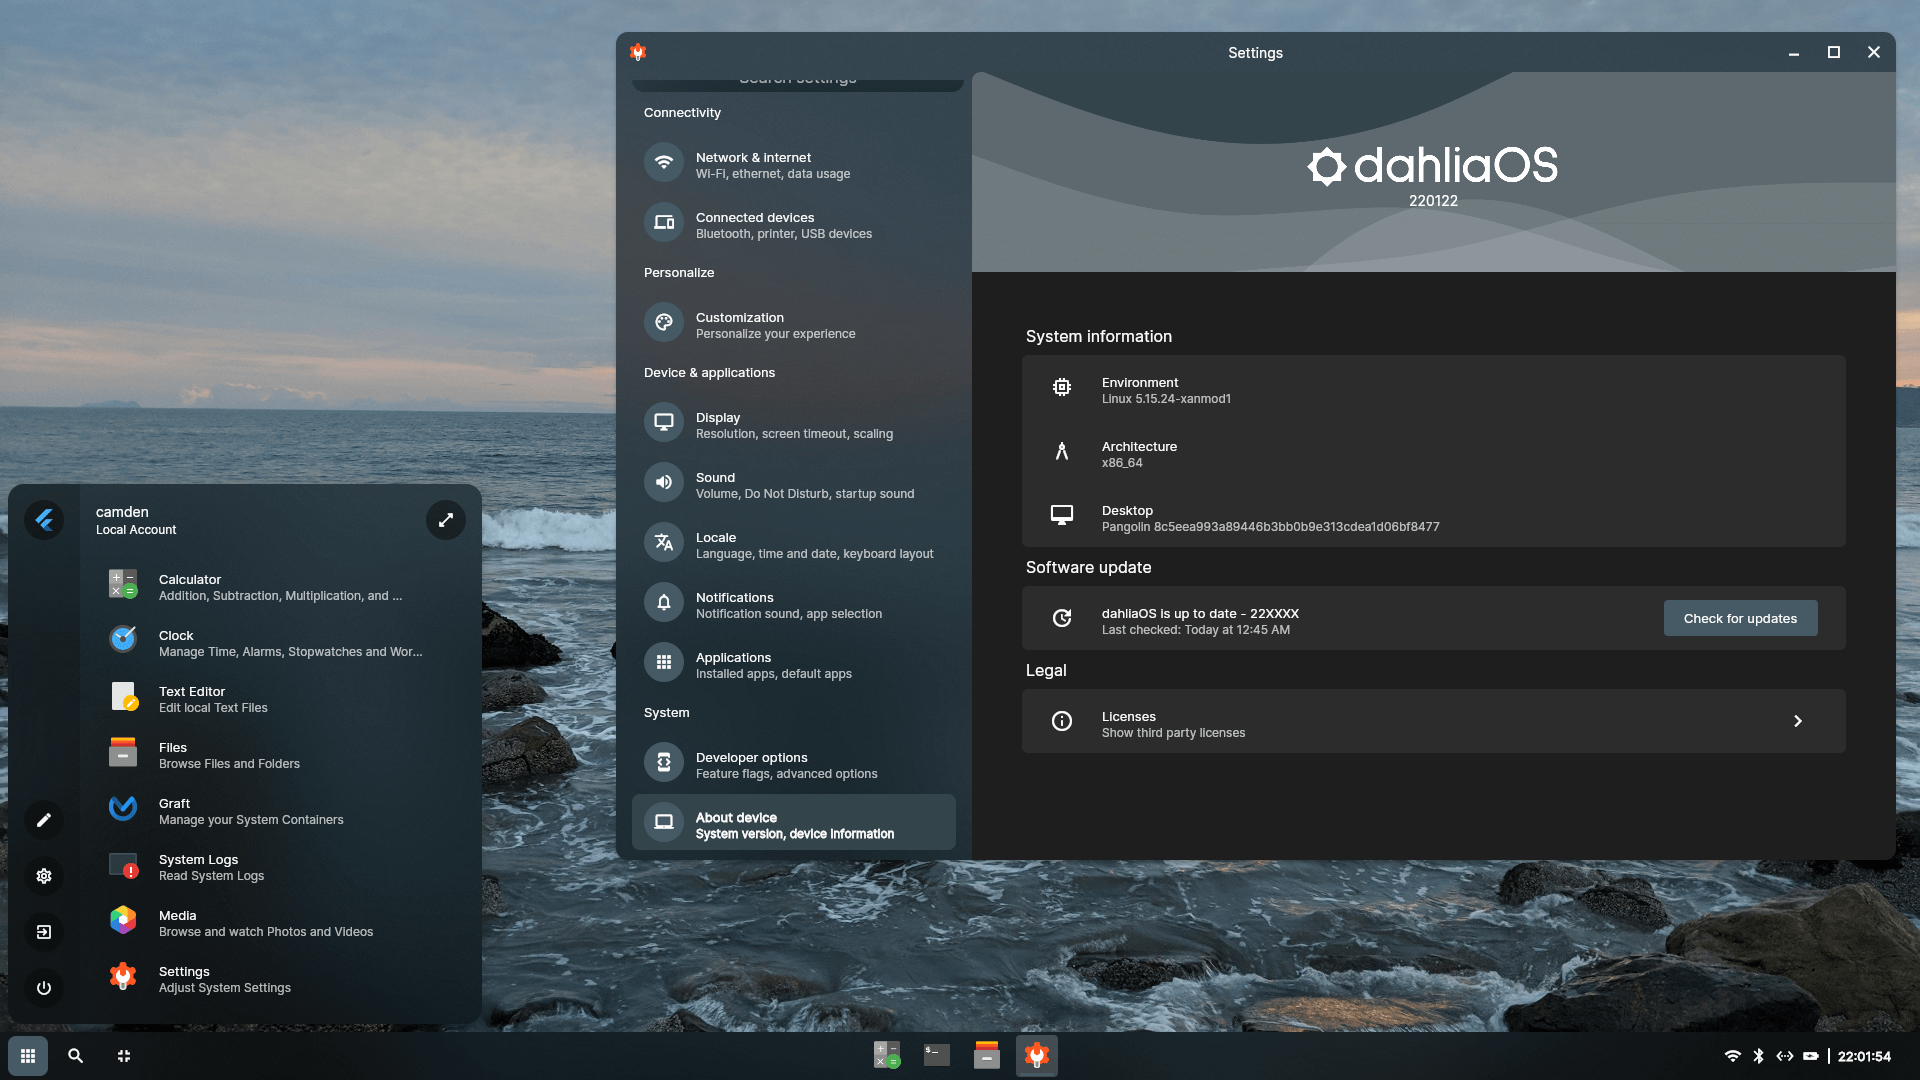 Settings
Search settings
Connectivity
Network & internet
Wi-Fi, ethernet, data usage
Connected devices
Bluetooth, printer, USB devices
Personalize
Customization
Personalize your experience
Device & applications
Display
Resolution, screen timeout, scaling
Sound
Volume, Do Not Disturb, startup sound
Locale
Language, time and date, keyboard layout
Notifications
Notification sound, app selection
Applications
Installed apps, default apps
System
Developer options
Feature flags, advanced options
About device
System version, device information
dahliaOS
220122
System information
Environment
Linux 5.15.24-xanmod1
Architecture
x86_64
Desktop
Pangolin 8c5eea993a89446b3bb0b9e313cdea1d06bf8477
Software update
dahliaOS is up to date - 22XXXX
Last checked: Today at 12:45 AM
Check for updates
Legal
Licenses
Show third party licenses
camden
Local Account
Calculator
Addition, Subtraction, Multiplication, and ...
Clock
Manage Time, Alarms, Stopwatches and Wor...
Text Editor
Edit local Text Files
Files
Browse Files and Folders
Graft
Manage your System Containers
System Logs
Read System Logs
Media
Browse and watch Photos and Videos
Settings
Adjust System Settings
22:01:54